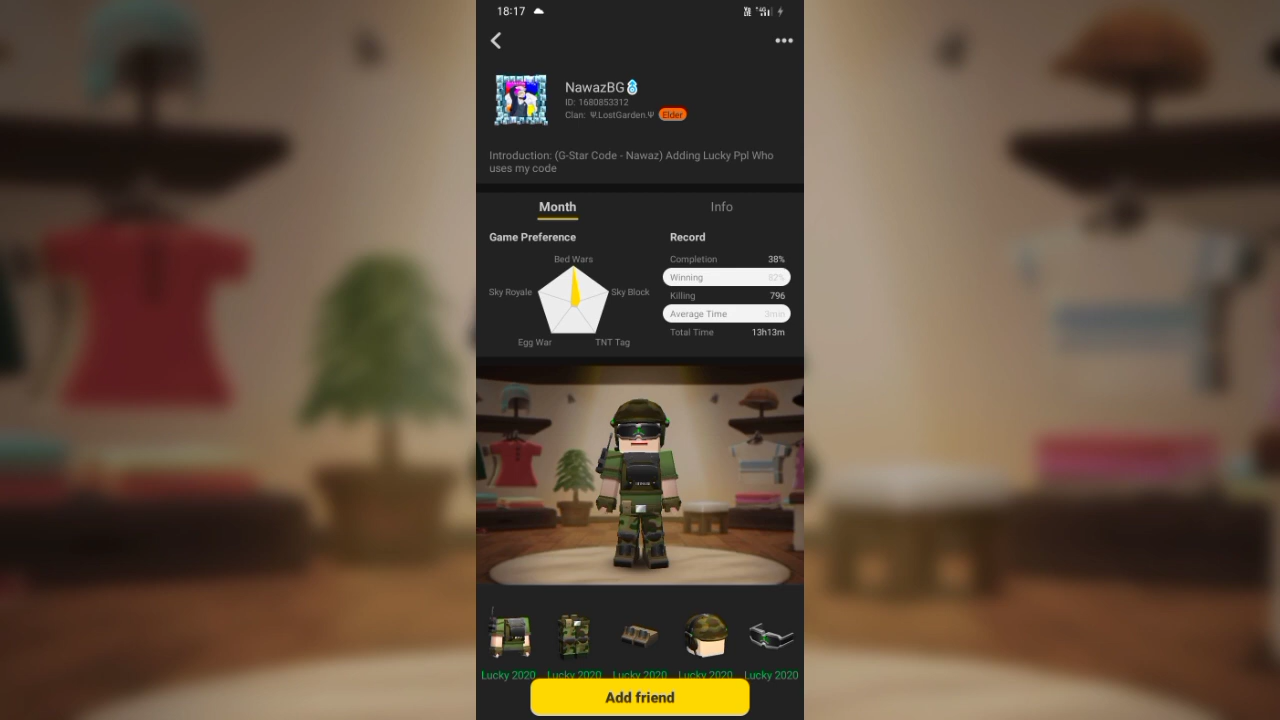 18:17
NawazBG
ID: 1680853312
Clan: Ψ.LostGarden.Ψ Elder
Introduction: (G-Star Code - Nawaz) Adding Lucky Ppl Who
uses my code
Month
Info
Game Preference
Bed Wars
Sky Royale
Sky Block
Egg War
TNT Tag
Record
Completion 38%
Winning 82%
Killing 796
Average Time 3min
Total Time 13h13m
Lucky 2020 Lucky 2020 Lucky 2020 Lucky 2020 Lucky 2020
Add friend